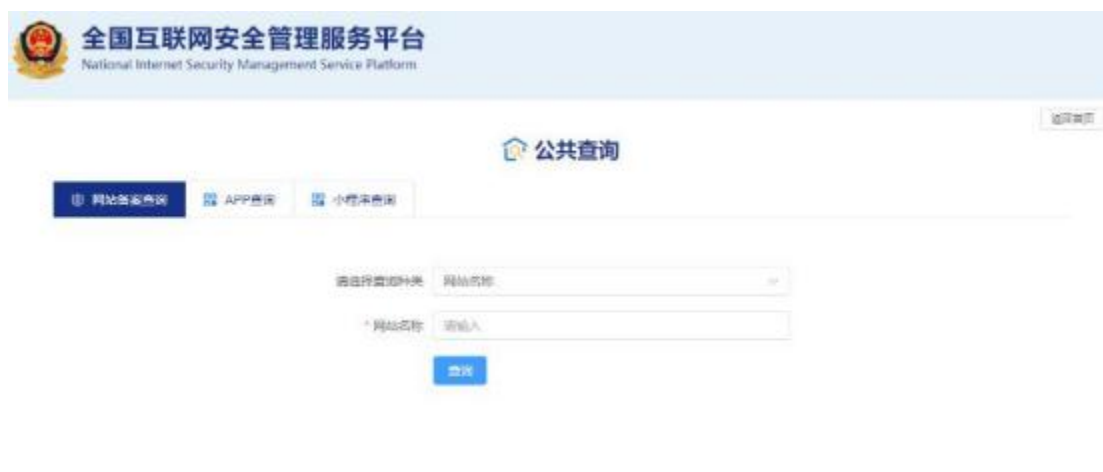 全国互联网安全管理服务平台
National Internet Security Management Service Platform
返回首页
公共查询
网站备案查询 APP查询 小程序查询
请选择查询种类 网站名称
* 网站名称 请输入
查询